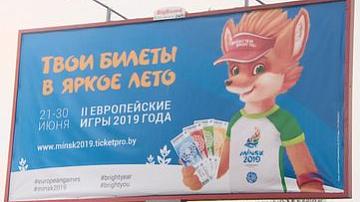 ТВОИ БИЛЕТЫ
В ЯРКОЕ ЛЕТО
21-30 ИЮНЯ
II ЕВРОПЕЙСКИЕ ИГРЫ 2019 ГОДА
www.minsk2019.ticketpro.by
#europeangames #brightyear
#minsk2019 #brightyou
minsk
2019